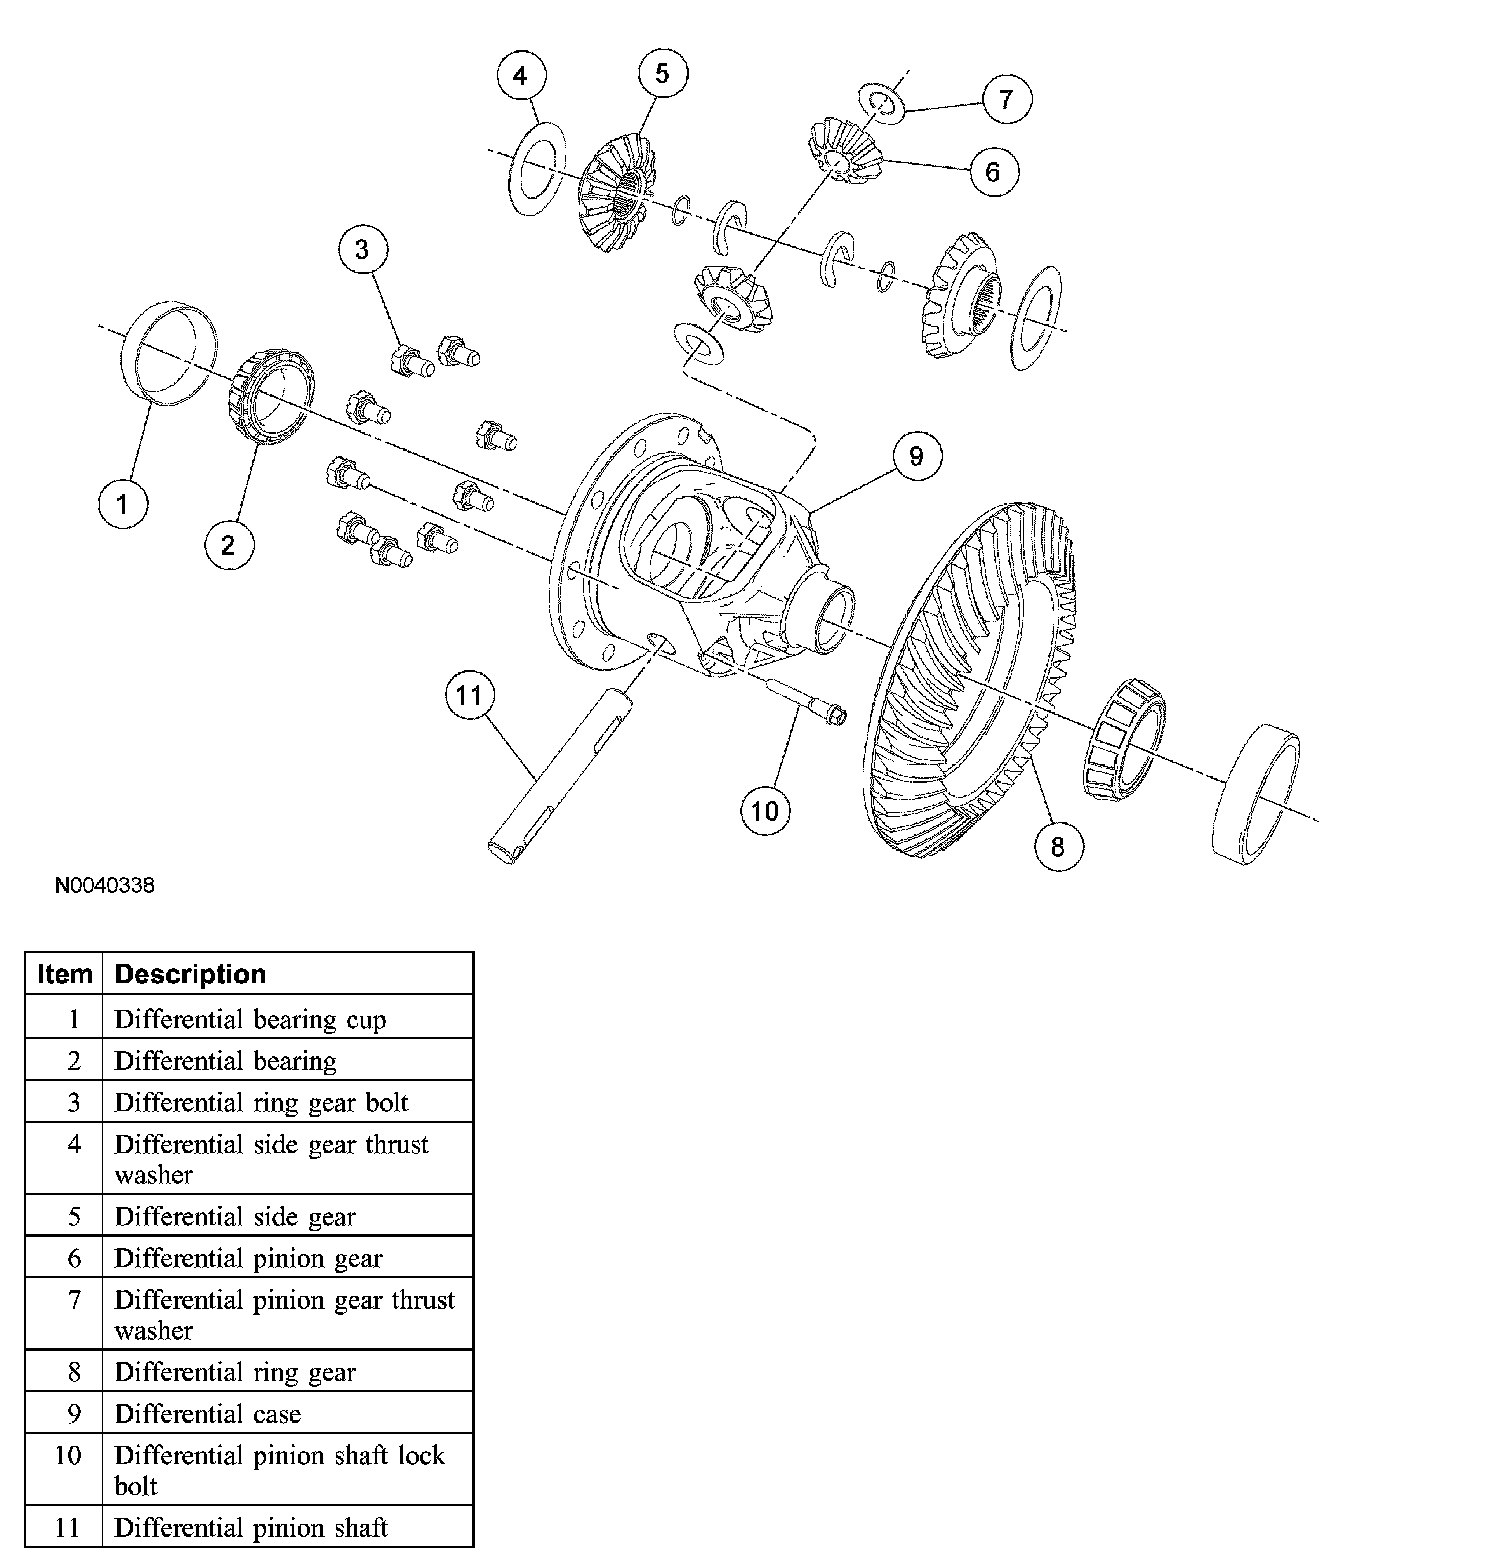 4
5
7
6
3
9
1
2
11
10
8
N0040338
Item Description
1 Differential bearing cup
2 Differential bearing
3 Differential ring gear bolt
4 Differential side gear thrust
washer
5 Differential side gear
6 Differential pinion gear
7 Differential pinion gear thrust
washer
8 Differential ring gear
9 Differential case
10 Differential pinion shaft lock
bolt
11 Differential pinion shaft